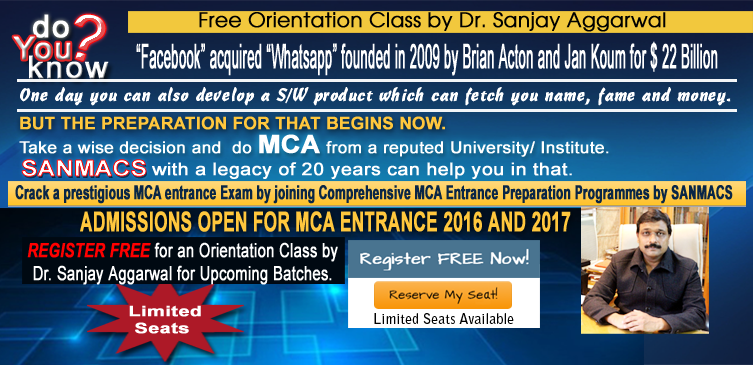 do
You?
know
Free Orientation Class by Dr. Sanjay Aggarwal
“Facebook” acquired “Whatsapp” founded in 2009 by Brian Acton and Jan Koum for $ 22 Billion
One day you can also develop a S/W product which can fetch you name, fame and money.
BUT THE PREPARATION FOR THAT BEGINS NOW.
Take a wise decision and do MCA from a reputed University/ Institute.
SANMACS with a legacy of 20 years can help you in that.
Crack a prestigious MCA entrance Exam by joining Comprehensive MCA Entrance Preparation Programmes by SANMACS
ADMISSIONS OPEN FOR MCA ENTRANCE 2016 AND 2017
REGISTER FREE for an Orientation Class by
Dr. Sanjay Aggarwal for Upcoming Batches.
Limited
Seats
Register FREE Now!
Reserve My Seat!
Limited Seats Available